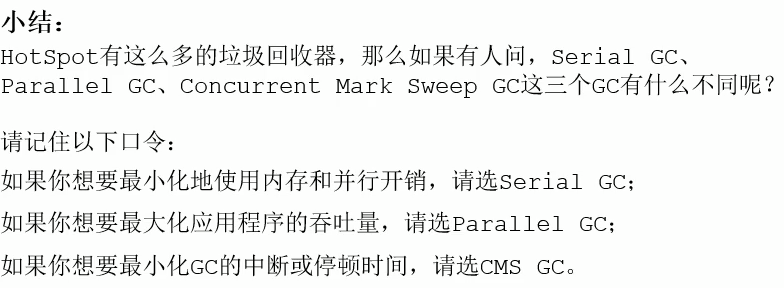 小结：
HotSpot有这么多的垃圾回收器，那么如果有人问，Serial GC、
Parallel GC、Concurrent Mark Sweep GC这三个GC有什么不同呢？
请记住以下口令：
如果你想要最小化地使用内存和并行开销，请选Serial GC；
如果你想要最大化应用程序的吞吐量，请选Parallel GC；
如果你想要最小化GC的中断或停顿时间，请选CMS GC。